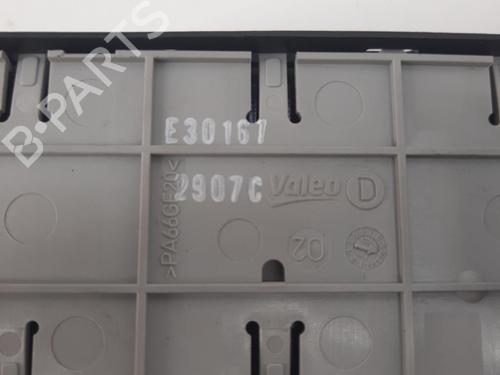 B-PARTS
E30167
2907C
Valeo D
>PA66GF20<
02